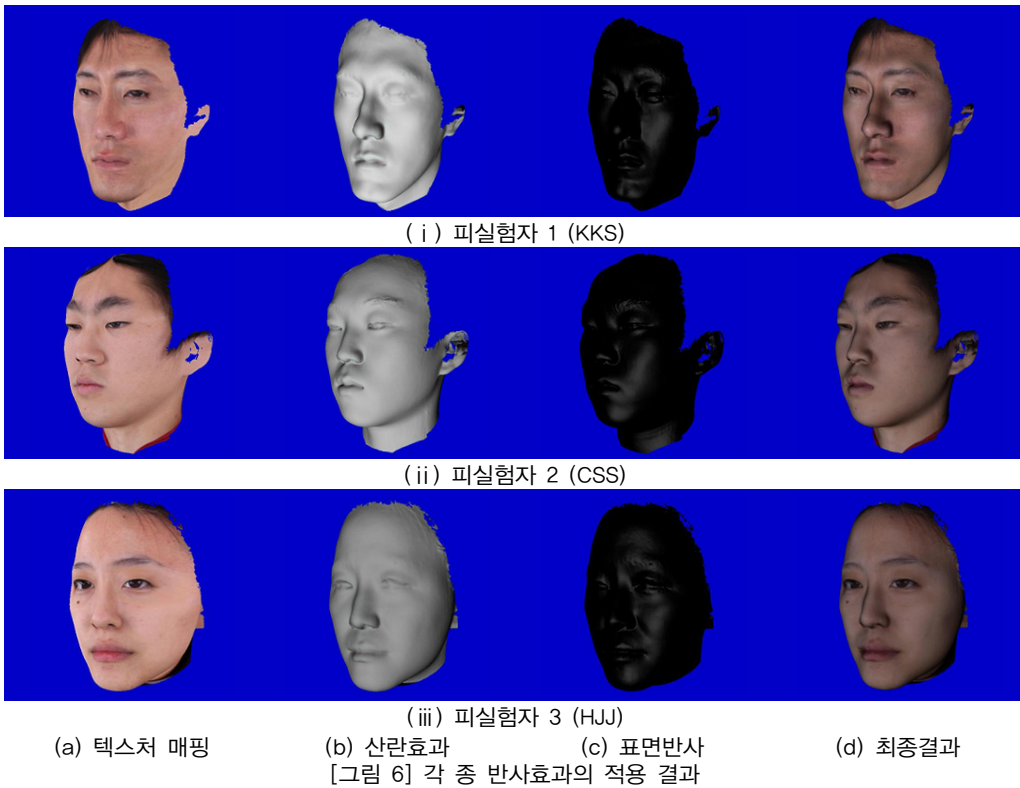 (ⅰ) 피실험자 1 (KKS)
(ⅱ) 피실험자 2 (CSS)
(ⅲ) 피실험자 3 (HJJ)
(a) 텍스처 매핑 (b) 산란효과 (c) 표면반사 (d) 최종결과
[그림 6] 각 종 반사효과의 적용 결과